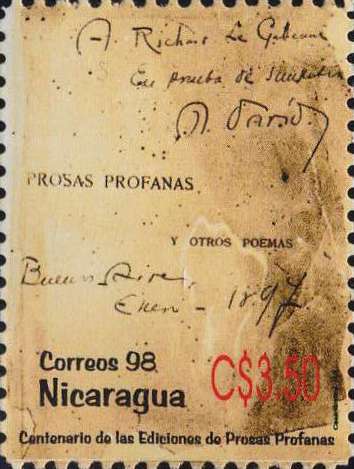 A. Richard Le Gallienne
En prueba de simpatía
R. Darío
PROSAS PROFANAS
Y OTROS POEMAS
Buenos Aires,
Enero - 1897
Correos 98
Nicaragua
C$3.50
Centenario de las Ediciones de Prosas Profanas